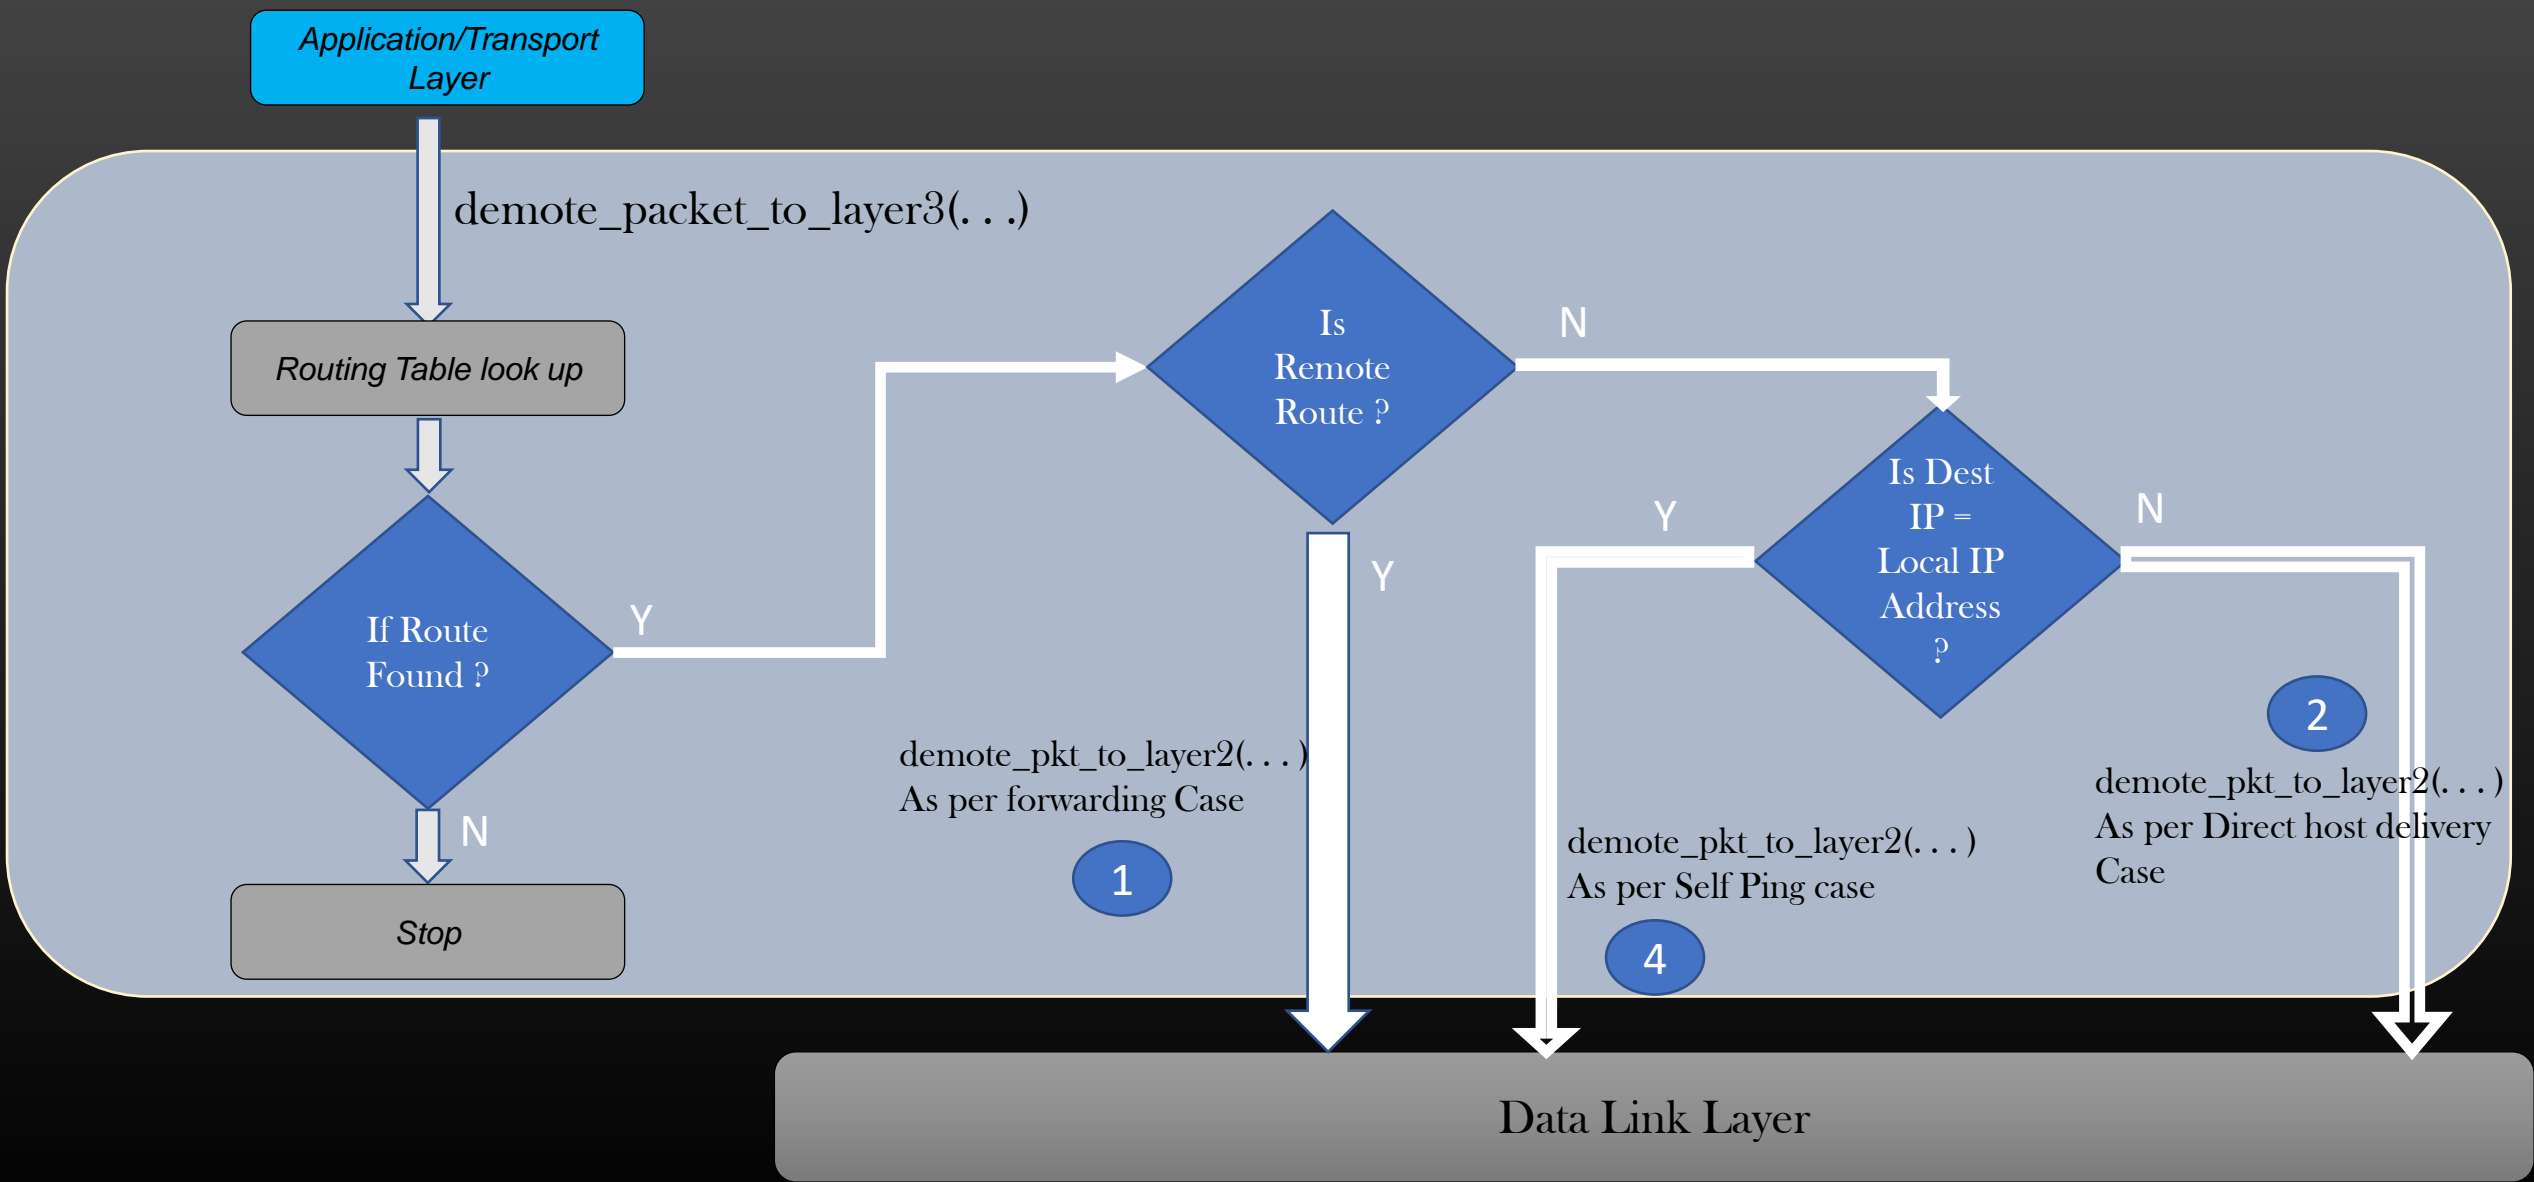 Application/Transport
Layer
demote_packet_to_layer3(. . .)
Routing Table look up
If Route
Found ?
Y
N
Stop
Is
Remote
Route ?
N
Y
demote_pkt_to_layer2(. . . )
As per forwarding Case
1
Is Dest
IP =
Local IP
Address
?
Y
N
demote_pkt_to_layer2(. . . )
As per Self Ping case
4
2
demote_pkt_to_layer2(. . . )
As per Direct host delivery
Case
Data Link Layer